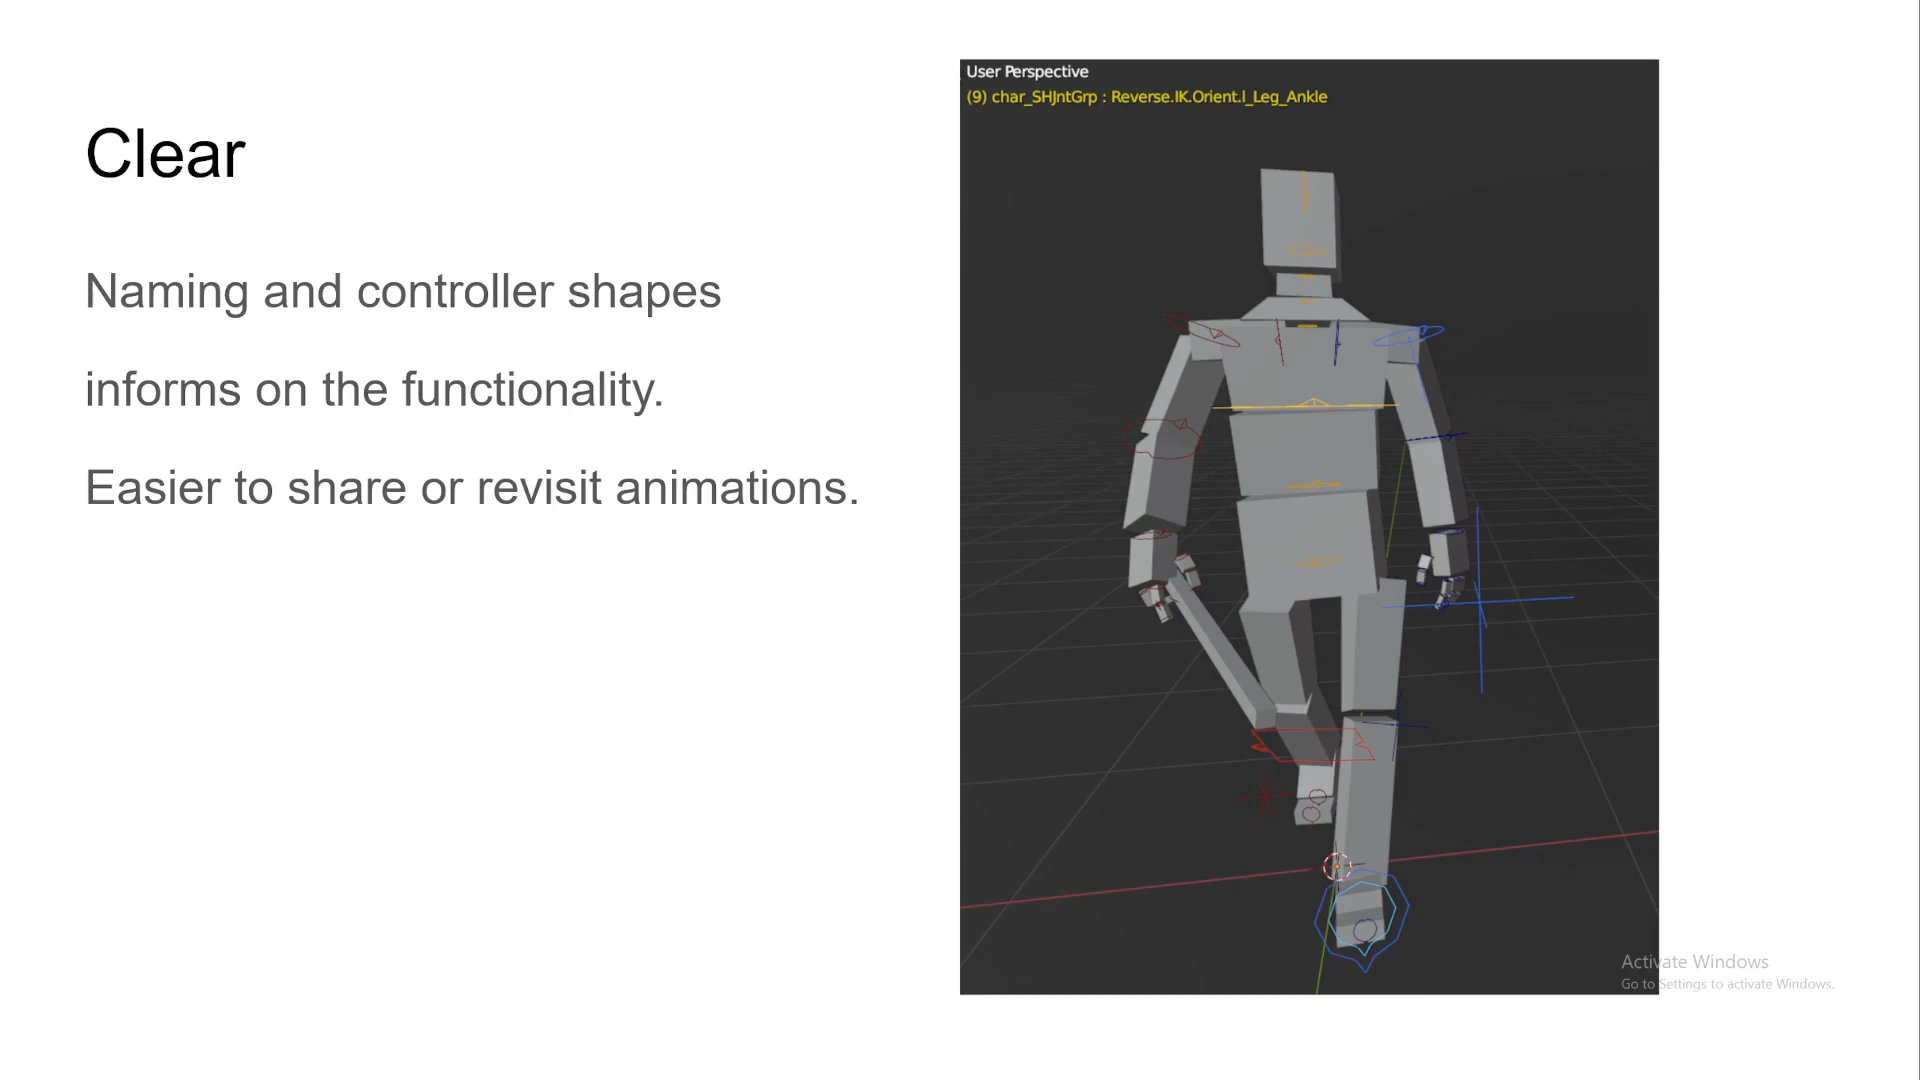 Clear
Naming and controller shapes
informs on the functionality.
Easier to share or revisit animations.
User Perspective
(9) char_SHJntGrp : Reverse.IK.Orient.l_Leg_Ankle
Activate Windows
Go to Settings to activate Windows.